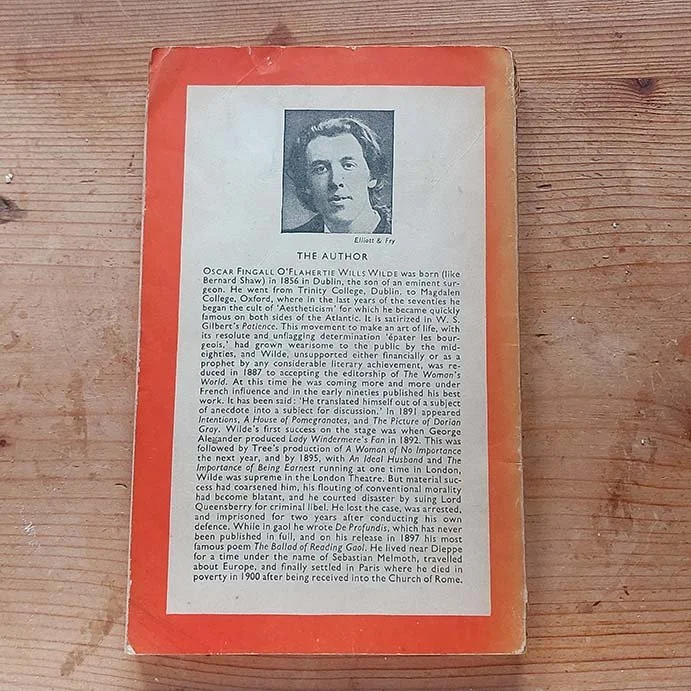 Elliott & Fry
THE AUTHOR
OSCAR FINGALL O'FLAHERTIE WILLS WILDE was born (like
Bernard Shaw) in 1856 in Dublin, the son of an eminent sur-
geon. He went from Trinity College, Dublin, to Magdalen
College, Oxford, where in the last years of the seventies he
began the cult of 'Aestheticism' for which he became quickly
famous on both sides of the Atlantic. It is satirized in W. S.
Gilbert's Patience. This movement to make an art of life, with
its resolute and unflagging determination 'épater les bour-
geois,' had grown wearisome to the public by the mid-
eighties, and Wilde, unsupported either financially or as a
prophet by any considerable literary achievement, was re-
duced in 1887 to accepting the editorship of The Woman's
World. At this time he was coming more and more under
French influence and in the early nineties published his best
work. It has been said: 'He translated himself out of a subject
of anecdote into a subject for discussion.' In 1891 appeared
Intentions, A House of Pomegranates, and The Picture of Dorian
Gray. Wilde's first success on the stage was when George
Alexander produced Lady Windermere's Fan in 1892. This was
followed by Tree's production of A Woman of No Importance
the next year, and by 1895, with An Ideal Husband and The
Importance of Being Earnest running at one time in London,
Wilde was supreme in the London Theatre. But material suc-
cess had coarsened him, his flouting of conventional morality
had become blatant, and he courted disaster by suing Lord
Queensberry for criminal libel. He lost the case, was arrested,
and imprisoned for two years after conducting his own
defence. While in gaol he wrote De Profundis, which has never
been published in full, and on his release in 1897 his most
famous poem The Ballad of Reading Gaol. He lived near Dieppe
for a time under the name of Sebastian Melmoth, travelled
about Europe, and finally settled in Paris where he died in
poverty in 1900 after being received into the Church of Rome.